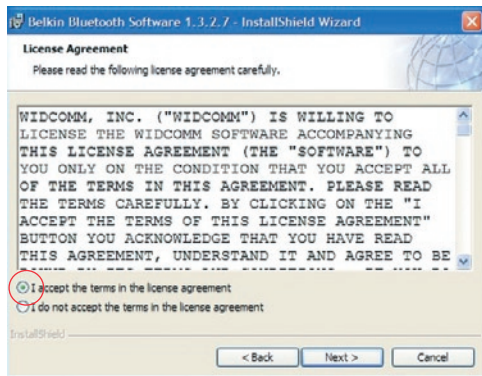 Belkin Bluetooth Software 1.3.2.7 - InstallShield Wizard
License Agreement
Please read the following license agreement carefully.
WIDCOMM, INC. ("WIDCOMM") IS WILLING TO
LICENSE THE WIDCOMM SOFTWARE ACCOMPANYING
THIS LICENSE AGREEMENT (THE "SOFTWARE") TO
YOU ONLY ON THE CONDITION THAT YOU ACCEPT ALL
OF THE TERMS IN THIS AGREEMENT. PLEASE READ
THE TERMS CAREFULLY. BY CLICKING ON THE "I
ACCEPT THE TERMS OF THIS LICENSE AGREEMENT"
BUTTON YOU ACKNOWLEDGE THAT YOU HAVE READ
THIS AGREEMENT, UNDERSTAND IT AND AGREE TO BE
I accept the terms in the license agreement
I do not accept the terms in the license agreement
InstallShield
< Back Next > Cancel